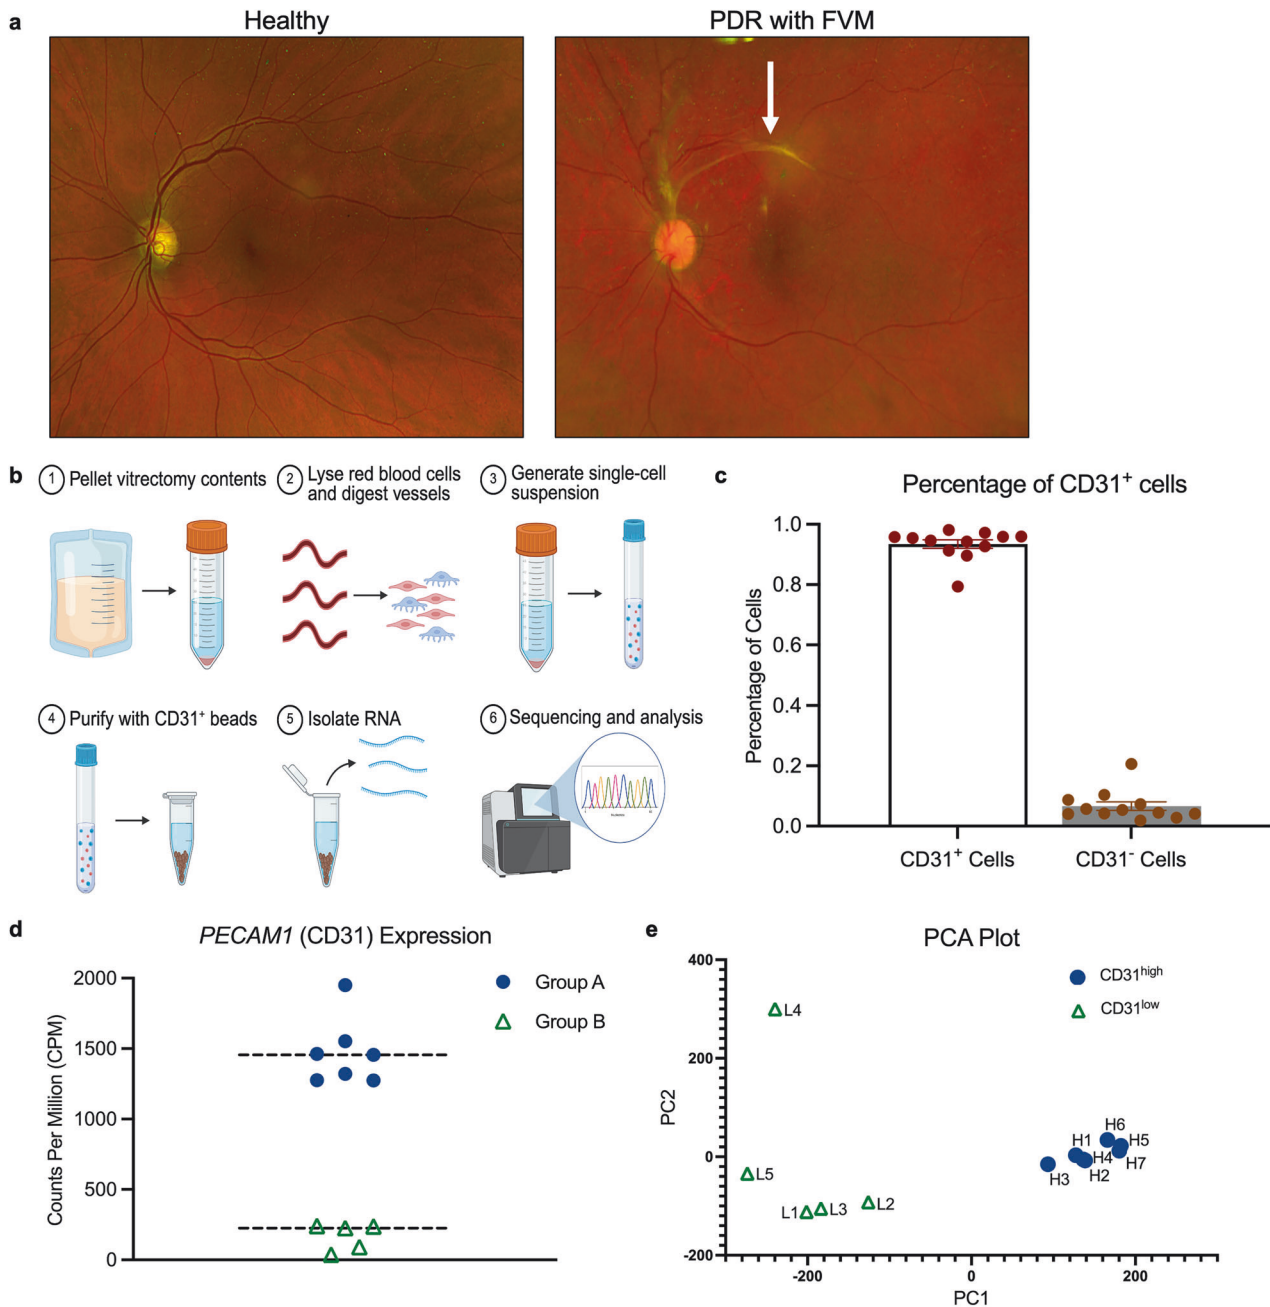 a
Healthy
PDR with FVM
b
1 Pellet vitrectomy contents
2 Lyse red blood cells
and digest vessels
3 Generate single-cell
suspension
4 Purify with CD31⁺ beads
5 Isolate RNA
6 Sequencing and analysis
c
Percentage of CD31⁺ cells
Percentage of Cells
1.0
0.8
0.6
0.4
0.2
0.0
CD31⁺ Cells
CD31⁻ Cells
d
PECAM1 (CD31) Expression
Counts Per Million (CPM)
2000
1500
1000
500
0
Group A
Group B
e
PCA Plot
CD31high
CD31low
PC2
400
200
0
-200
L4
L5
L1
L3
L2
H6
H1
H5
H4
H7
H3
H2
-200
0
200
PC1